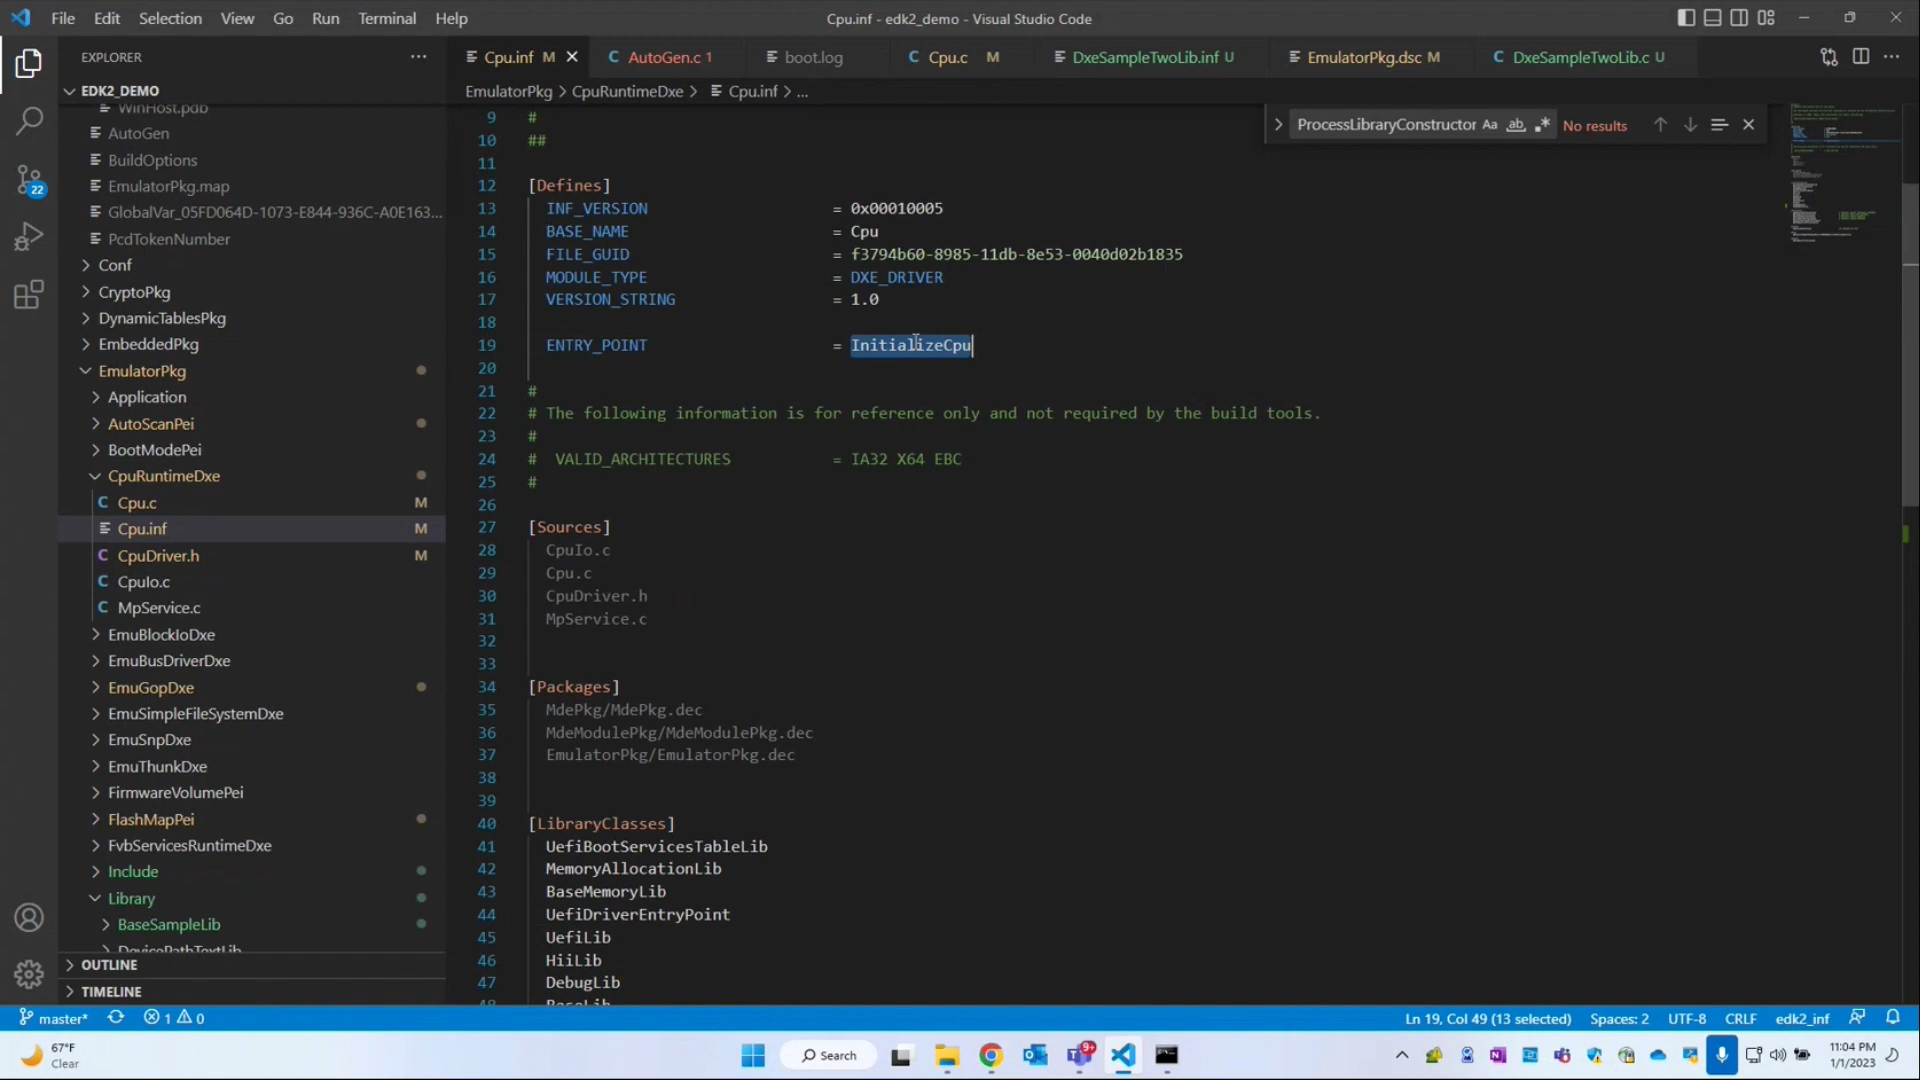 File Edit Selection View Go Run Terminal Help
Cpu.inf - edk2_demo - Visual Studio Code
EXPLORER
EDK2_DEMO
WinHost.pdb
AutoGen
BuildOptions
EmulatorPkg.map
GlobalVar_05FD064D-1073-E844-936C-A0E163...
PcdTokenNumber
Conf
CryptoPkg
DynamicTablesPkg
EmbeddedPkg
EmulatorPkg
Application
AutoScanPei
BootModePei
CpuRuntimeDxe
Cpu.c M
Cpu.inf M
CpuDriver.h M
CpuIo.c
MpService.c
EmuBlockIoDxe
EmuBusDriverDxe
EmuGopDxe
EmuSimpleFileSystemDxe
EmuSnpDxe
EmuThunkDxe
FirmwareVolumePei
FlashMapPei
FvbServicesRuntimeDxe
Include
Library
BaseSampleLib
DevicePathTextLib
OUTLINE
TIMELINE
22
Cpu.inf M AutoGen.c 1 boot.log Cpu.c M DxeSampleTwoLib.inf U EmulatorPkg.dsc M DxeSampleTwoLib.c U
EmulatorPkg > CpuRuntimeDxe > Cpu.inf > ...
ProcessLibraryConstructor Aa ab .* No results
9 #
10 ##
11
12 [Defines]
13 INF_VERSION = 0x00010005
14 BASE_NAME = Cpu
15 FILE_GUID = f3794b60-8985-11db-8e53-0040d02b1835
16 MODULE_TYPE = DXE_DRIVER
17 VERSION_STRING = 1.0
18
19 ENTRY_POINT = InitializeCpu
20
21 #
22 # The following information is for reference only and not required by the build tools.
23 #
24 # VALID_ARCHITECTURES = IA32 X64 EBC
25 #
26
27 [Sources]
28 CpuIo.c
29 Cpu.c
30 CpuDriver.h
31 MpService.c
32
33
34 [Packages]
35 MdePkg/MdePkg.dec
36 MdeModulePkg/MdeModulePkg.dec
37 EmulatorPkg/EmulatorPkg.dec
38
39
40 [LibraryClasses]
41 UefiBootServicesTableLib
42 MemoryAllocationLib
43 BaseMemoryLib
44 UefiDriverEntryPoint
45 UefiLib
46 HiiLib
47 DebugLib
48 BaseLib
master* 1 0
Ln 19, Col 49 (13 selected) Spaces: 2 UTF-8 CRLF edk2_inf
67°F
Clear
Search
9+
11:04 PM
1/1/2023